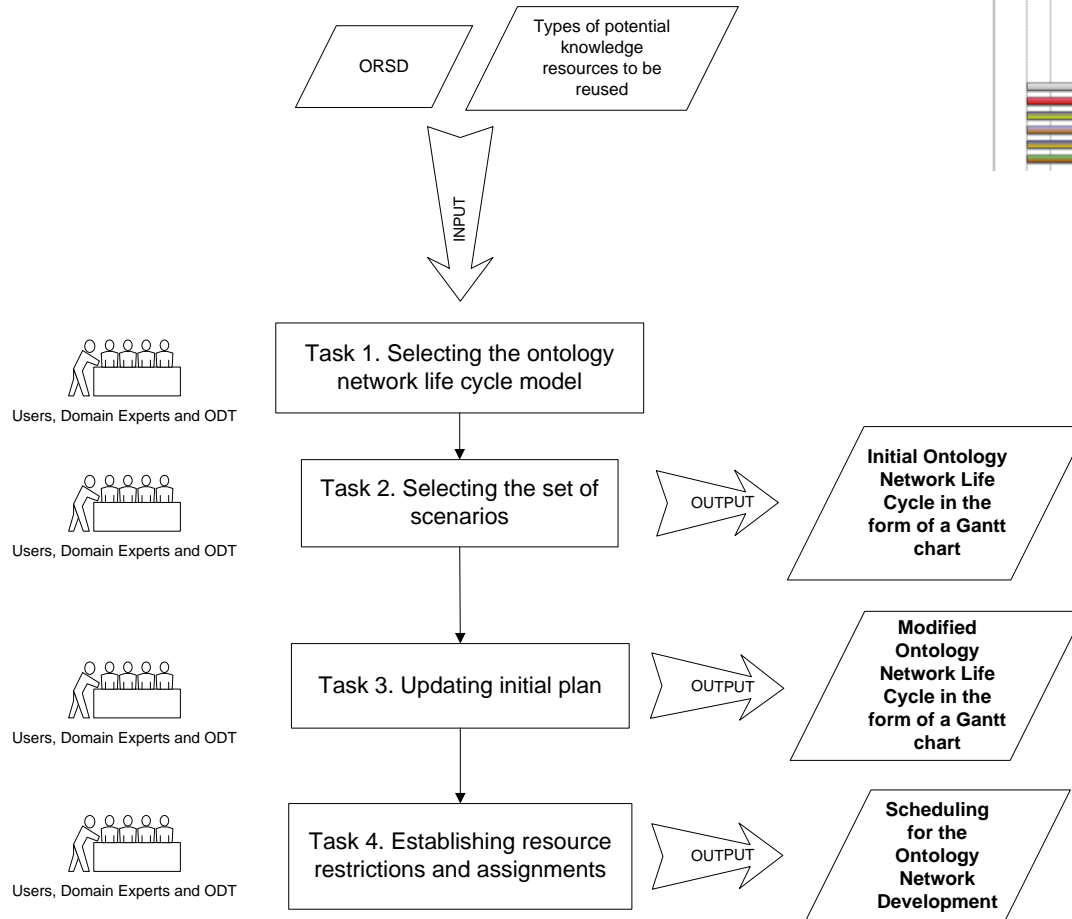 ORSD
Types of potential
knowledge
resources to be
reused
INPUT
Task 1. Selecting the ontology
network life cycle model
Users, Domain Experts and ODT
Task 2. Selecting the set of
scenarios
Users, Domain Experts and ODT
OUTPUT
Initial Ontology
Network Life
Cycle in the
form of a Gantt
chart
Task 3. Updating initial plan
Users, Domain Experts and ODT
OUTPUT
Modified
Ontology
Network Life
Cycle in the
form of a Gantt
chart
Task 4. Establishing resource
restrictions and assignments
Users, Domain Experts and ODT
OUTPUT
Scheduling
for the
Ontology
Network
Development